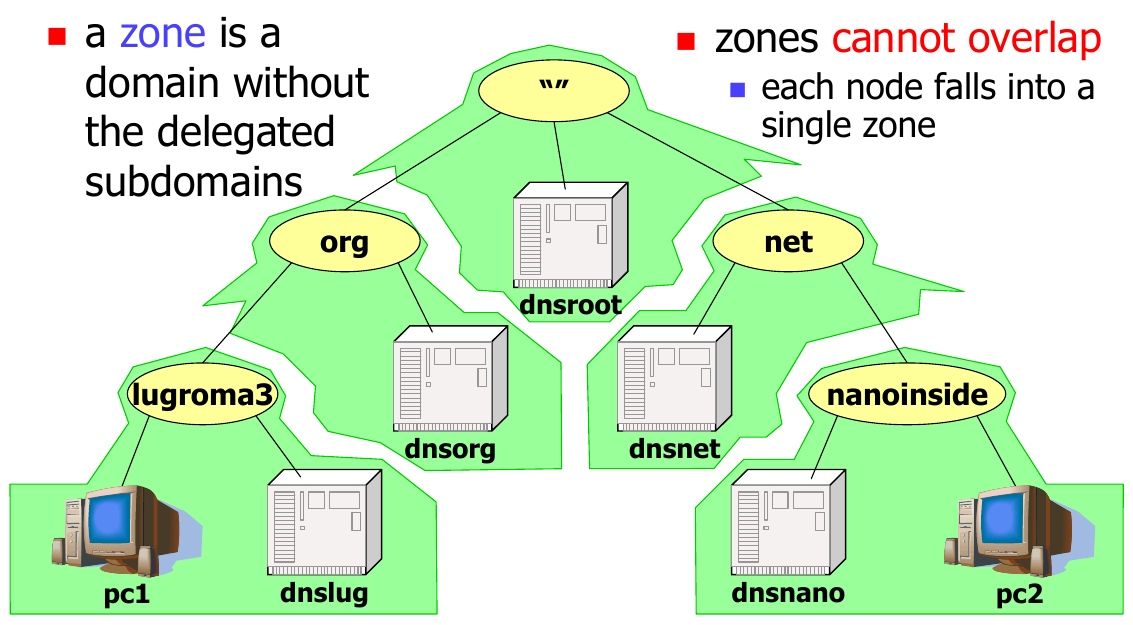 a zone is a
domain without
the delegated
subdomains
zones cannot overlap
each node falls into a
single zone
“”
org
net
dnsroot
lugroma3
nanoinside
dnsorg
dnsnet
pc1
dnslug
dnsnano
pc2